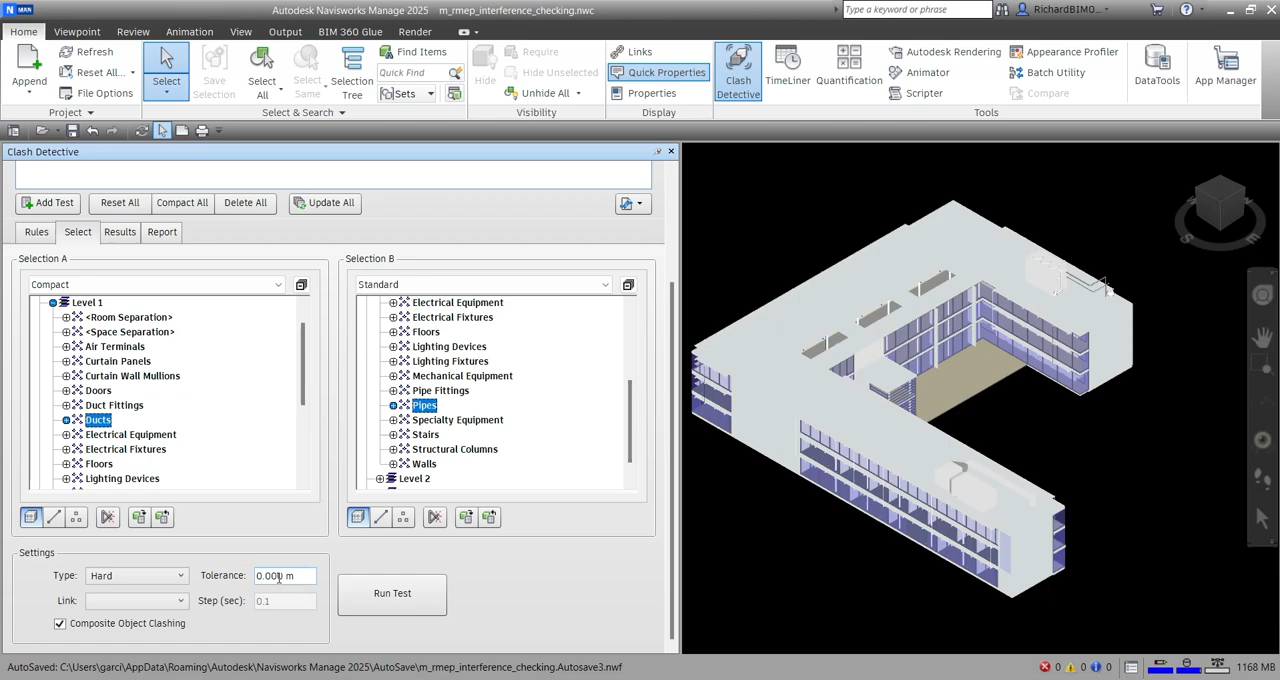 MAN
Autodesk Navisworks Manage 2025 m_rmep_interference_checking.nwc
Type a keyword or phrase
RichardBIMO...
Home Viewpoint Review Animation View Output BIM 360 Glue Render
Append
Refresh
Reset All...
File Options
Project
Select
Save Selection
Select All
Select Same
Selection Tree
Find Items
Quick Find
Sets
Select & Search
Hide
Require
Hide Unselected
Unhide All
Visibility
Links
Quick Properties
Properties
Display
Clash Detective
TimeLiner
Quantification
Autodesk Rendering
Animator
Scripter
Appearance Profiler
Batch Utility
Compare
DataTools
App Manager
Tools
Clash Detective
Add Test Reset All Compact All Delete All Update All
Rules Select Results Report
Selection A
Compact
Level 1
<Room Separation>
<Space Separation>
Air Terminals
Curtain Panels
Curtain Wall Mullions
Doors
Duct Fittings
Ducts
Electrical Equipment
Electrical Fixtures
Floors
Lighting Devices
Selection B
Standard
Electrical Equipment
Electrical Fixtures
Floors
Lighting Devices
Lighting Fixtures
Mechanical Equipment
Pipe Fittings
Pipes
Specialty Equipment
Stairs
Structural Columns
Walls
Level 2
Settings
Type: Hard Tolerance: 0.000 m
Link: Step (sec): 0.1
Composite Object Clashing
Run Test
S E
AutoSaved: C:\Users\garci\AppData\Roaming\Autodesk\Navisworks Manage 2025\AutoSave\m_rmep_interference_checking.Autosave3.nwf
0 0 0 1168 MB